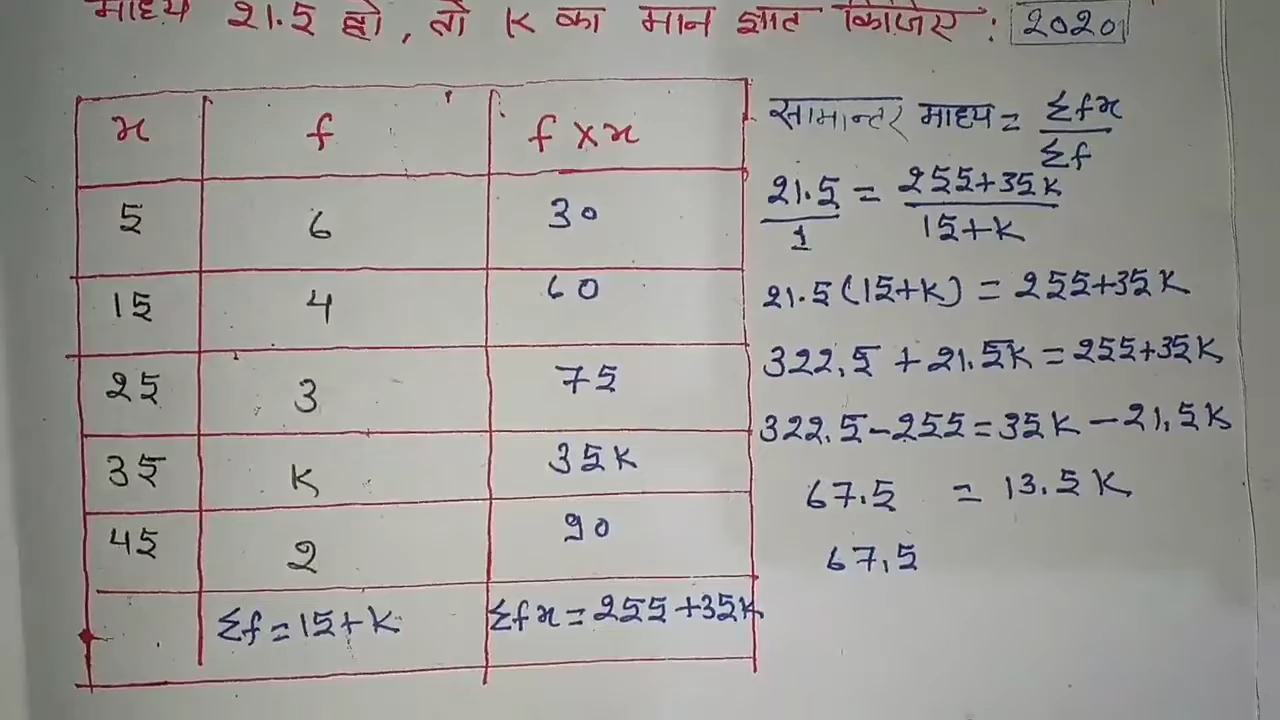 माध्य 21.5 हो, तो K का मान ज्ञात किजिए : 2020
x f f × x
5 6 30
15 4 60
25 3 75
35 K 35K
45 2 90
Σf = 15+K Σfx = 255+35K
सामान्तर माध्य = Σfx / Σf
21.5 / 1 = 255+35K / 15+K
21.5 (15+K) = 255+35K
322.5 + 21.5K = 255+35K
322.5 - 255 = 35K - 21.5K
67.5 = 13.5K
67.5